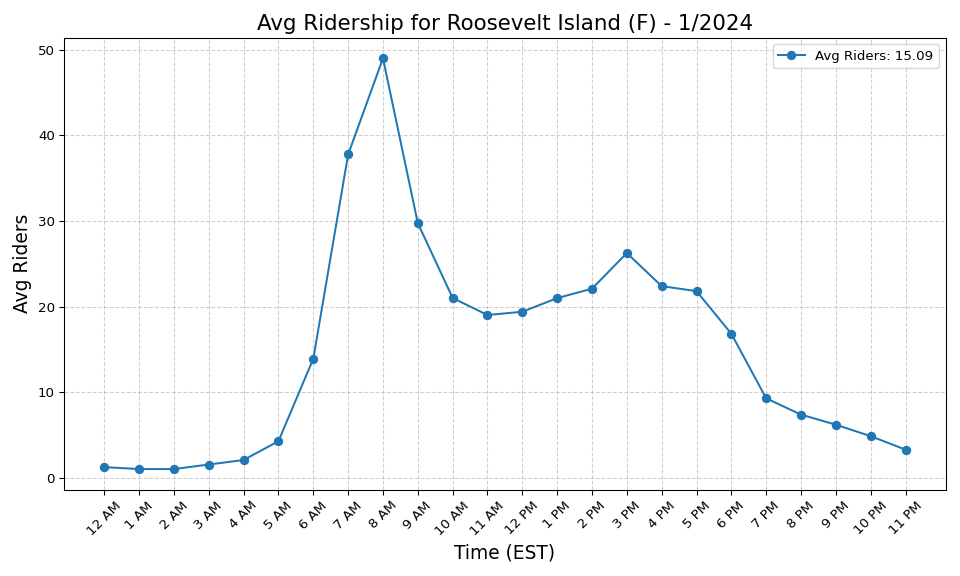 Avg Ridership for Roosevelt Island (F) - 1/2024
Avg Riders: 15.09
Avg Riders
50
40
30
20
10
0
12 AM
1 AM
2 AM
3 AM
4 AM
5 AM
6 AM
7 AM
8 AM
9 AM
10 AM
11 AM
12 PM
1 PM
2 PM
3 PM
4 PM
5 PM
6 PM
7 PM
8 PM
9 PM
10 PM
11 PM
Time (EST)